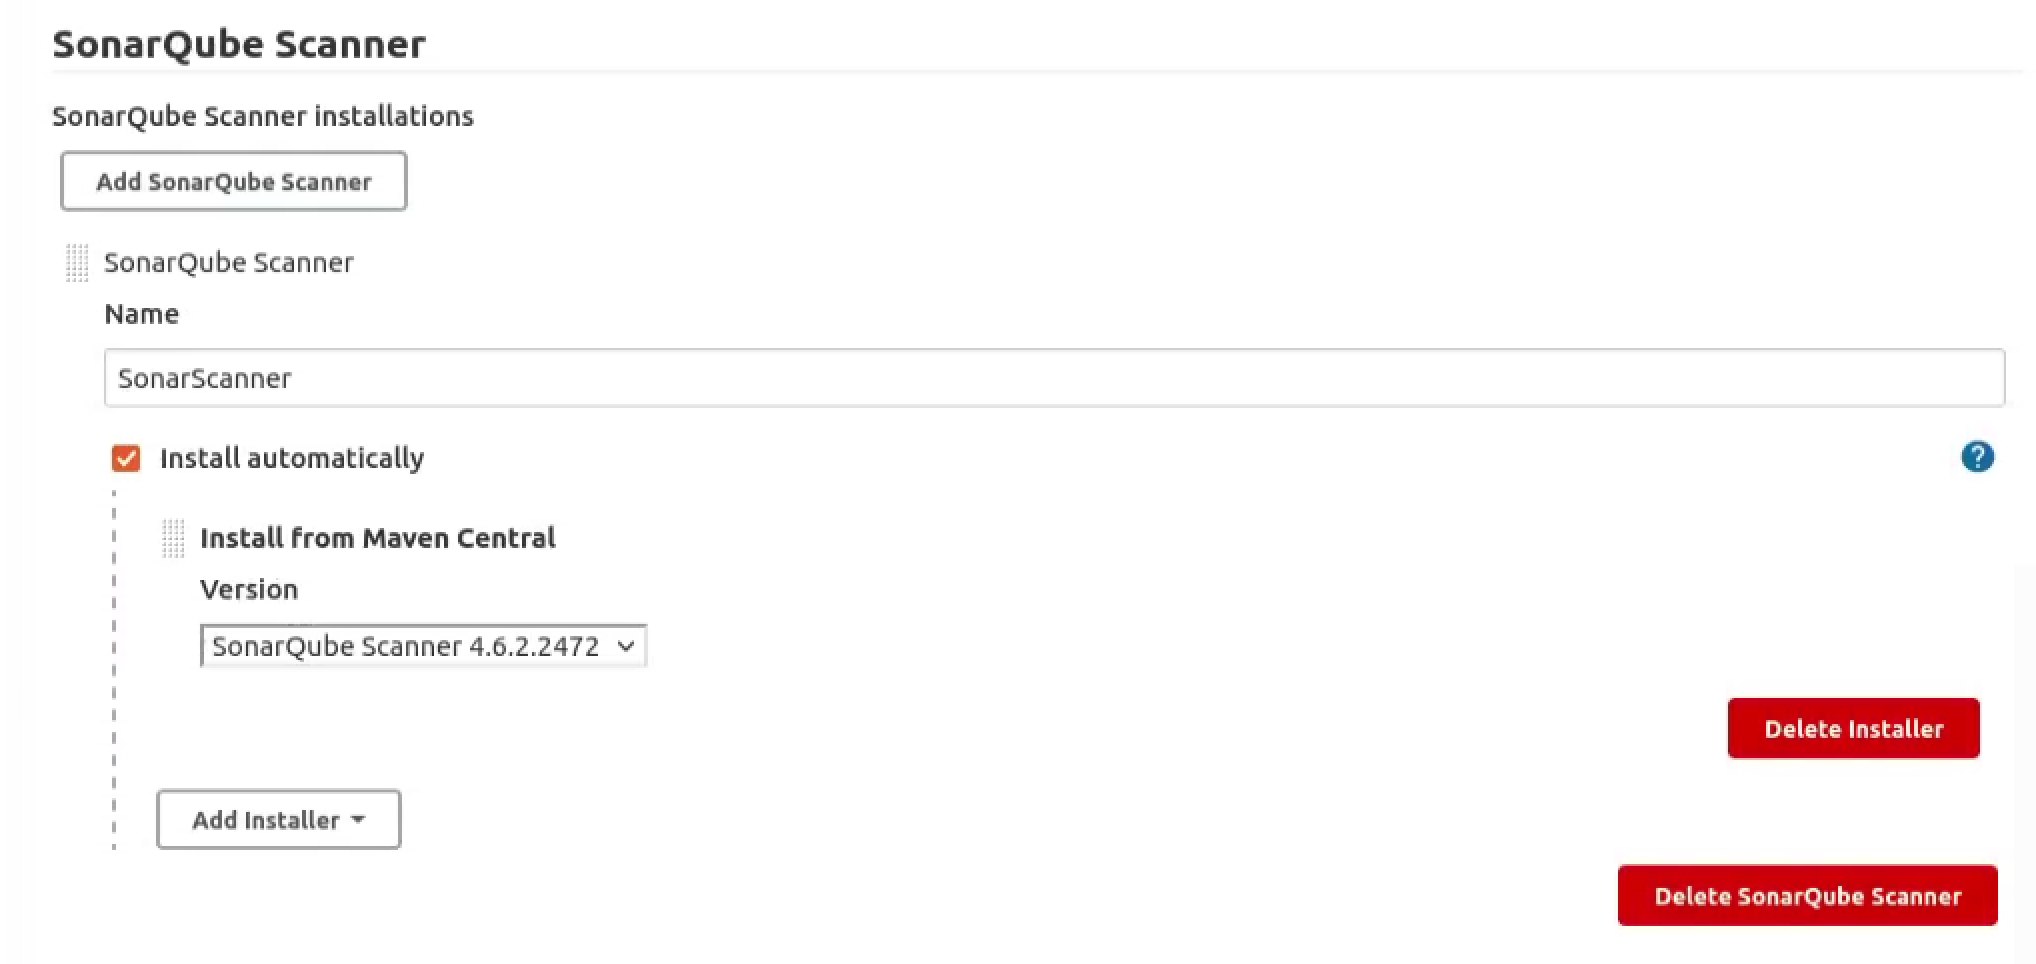 SonarQube Scanner
SonarQube Scanner installations
Add SonarQube Scanner
SonarQube Scanner
Name
SonarScanner
Install automatically
?
Install from Maven Central
Version
SonarQube Scanner 4.6.2.2472
Delete Installer
Add Installer
Delete SonarQube Scanner